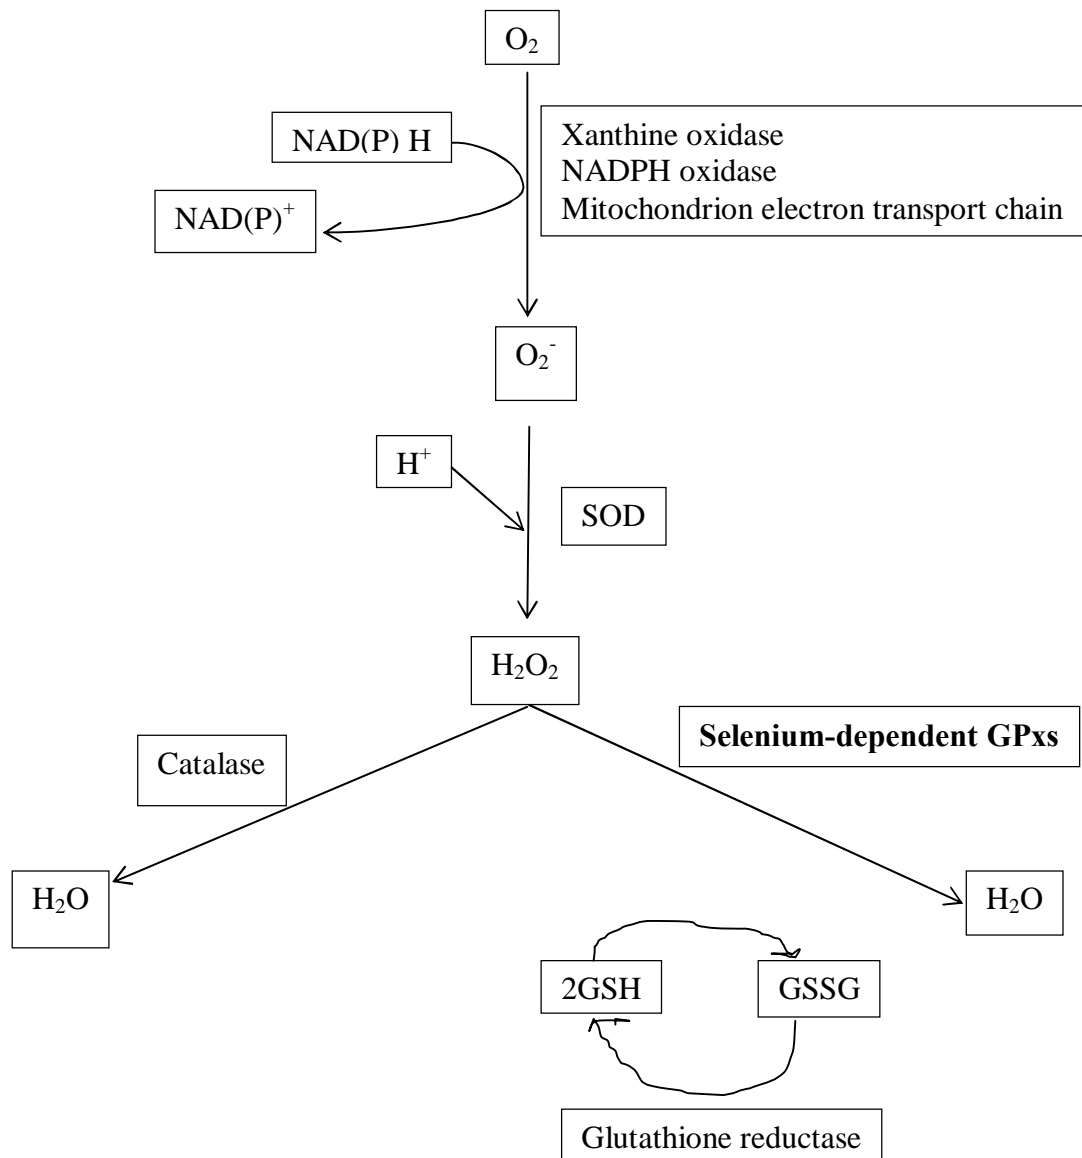 O₂
NAD(P) H
Xanthine oxidase
NADPH oxidase
Mitochondrion electron transport chain
NAD(P)⁺
O₂⁻
H⁺
SOD
H₂O₂
Selenium-dependent GPxs
Catalase
H₂O
H₂O
2GSH
GSSG
Glutathione reductase